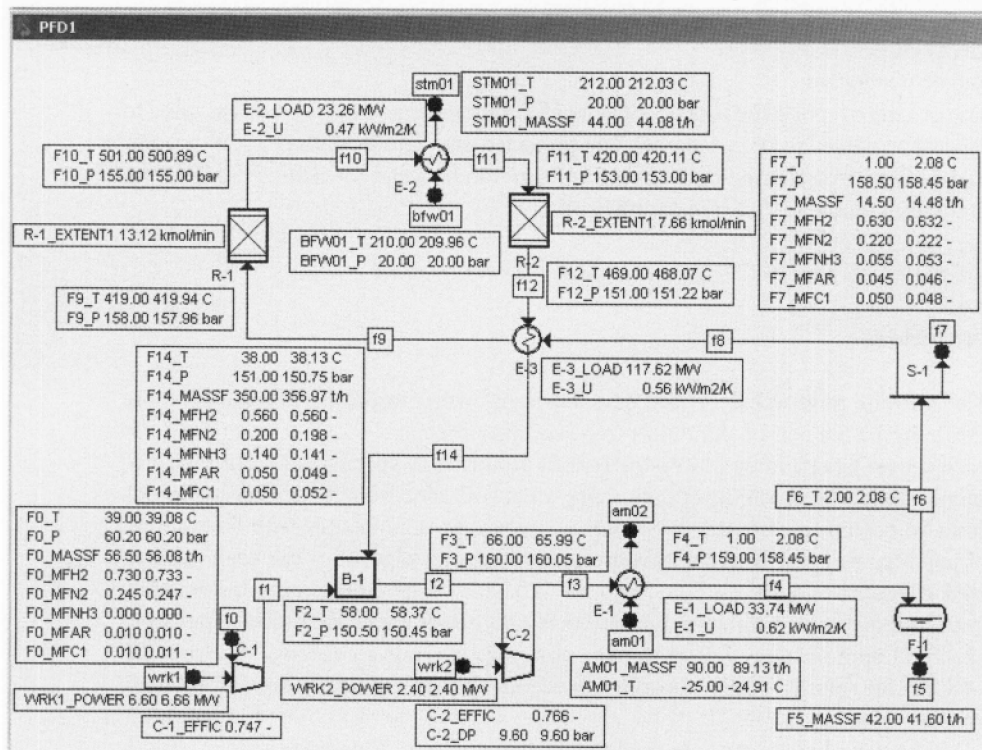 PFD1
stm01
STM01_T 212.00 212.03 C
STM01_P 20.00 20.00 bar
STM01_MASSF 44.00 44.08 t/h
E-2_LOAD 23.26 MW
E-2_U 0.47 kW/m2/K
F10_T 501.00 500.89 C
F10_P 155.00 155.00 bar
f10
E-2
f11
F11_T 420.00 420.11 C
F11_P 153.00 153.00 bar
F7_T 1.00 2.08 C
F7_P 158.50 158.45 bar
F7_MASSF 14.50 14.48 t/h
F7_MFH2 0.630 0.632 -
F7_MFN2 0.220 0.222 -
F7_MFNH3 0.055 0.053 -
F7_MFAR 0.045 0.046 -
F7_MFC1 0.050 0.048 -
bfw01
R-1_EXTENT1 13.12 kmol/min
R-1
BFW01_T 210.00 209.96 C
BFW01_P 20.00 20.00 bar
R-2_EXTENT1 7.66 kmol/min
R-2
f12
F12_T 469.00 468.07 C
F12_P 151.00 151.22 bar
F9_T 419.00 419.94 C
F9_P 158.00 157.96 bar
f9
E-3
f8
f7
S-1
E-3_LOAD 117.62 MW
E-3_U 0.56 kW/m2/K
F14_T 38.00 38.13 C
F14_P 151.00 150.75 bar
F14_MASSF 350.00 356.97 t/h
F14_MFH2 0.560 0.560 -
F14_MFN2 0.200 0.198 -
F14_MFNH3 0.140 0.141 -
F14_MFAR 0.050 0.049 -
F14_MFC1 0.050 0.052 -
f14
F6_T 2.00 2.08 C
f6
F0_T 39.00 39.08 C
F0_P 60.20 60.20 bar
F0_MASSF 56.50 56.08 t/h
F0_MFH2 0.730 0.733 -
F0_MFN2 0.245 0.247 -
F0_MFNH3 0.000 0.000 -
F0_MFAR 0.010 0.010 -
F0_MFC1 0.010 0.011 -
f0
f1
B-1
f2
F2_T 58.00 58.37 C
F2_P 150.50 150.45 bar
F3_T 66.00 65.99 C
F3_P 160.00 160.05 bar
f3
am02
F4_T 1.00 2.08 C
F4_P 159.00 158.45 bar
f4
E-1
am01
E-1_LOAD 33.74 MW
E-1_U 0.62 kW/m2/K
F-1
f5
C-1
wrk1
WRK1_POWER 6.60 6.66 MW
C-1_EFFIC 0.747 -
C-2
wrk2
WRK2_POWER 2.40 2.40 MW
C-2_EFFIC 0.766 -
C-2_DP 9.60 9.60 bar
AM01_MASSF 90.00 89.13 t/h
AM01_T -25.00 -24.91 C
F5_MASSF 42.00 41.60 t/h